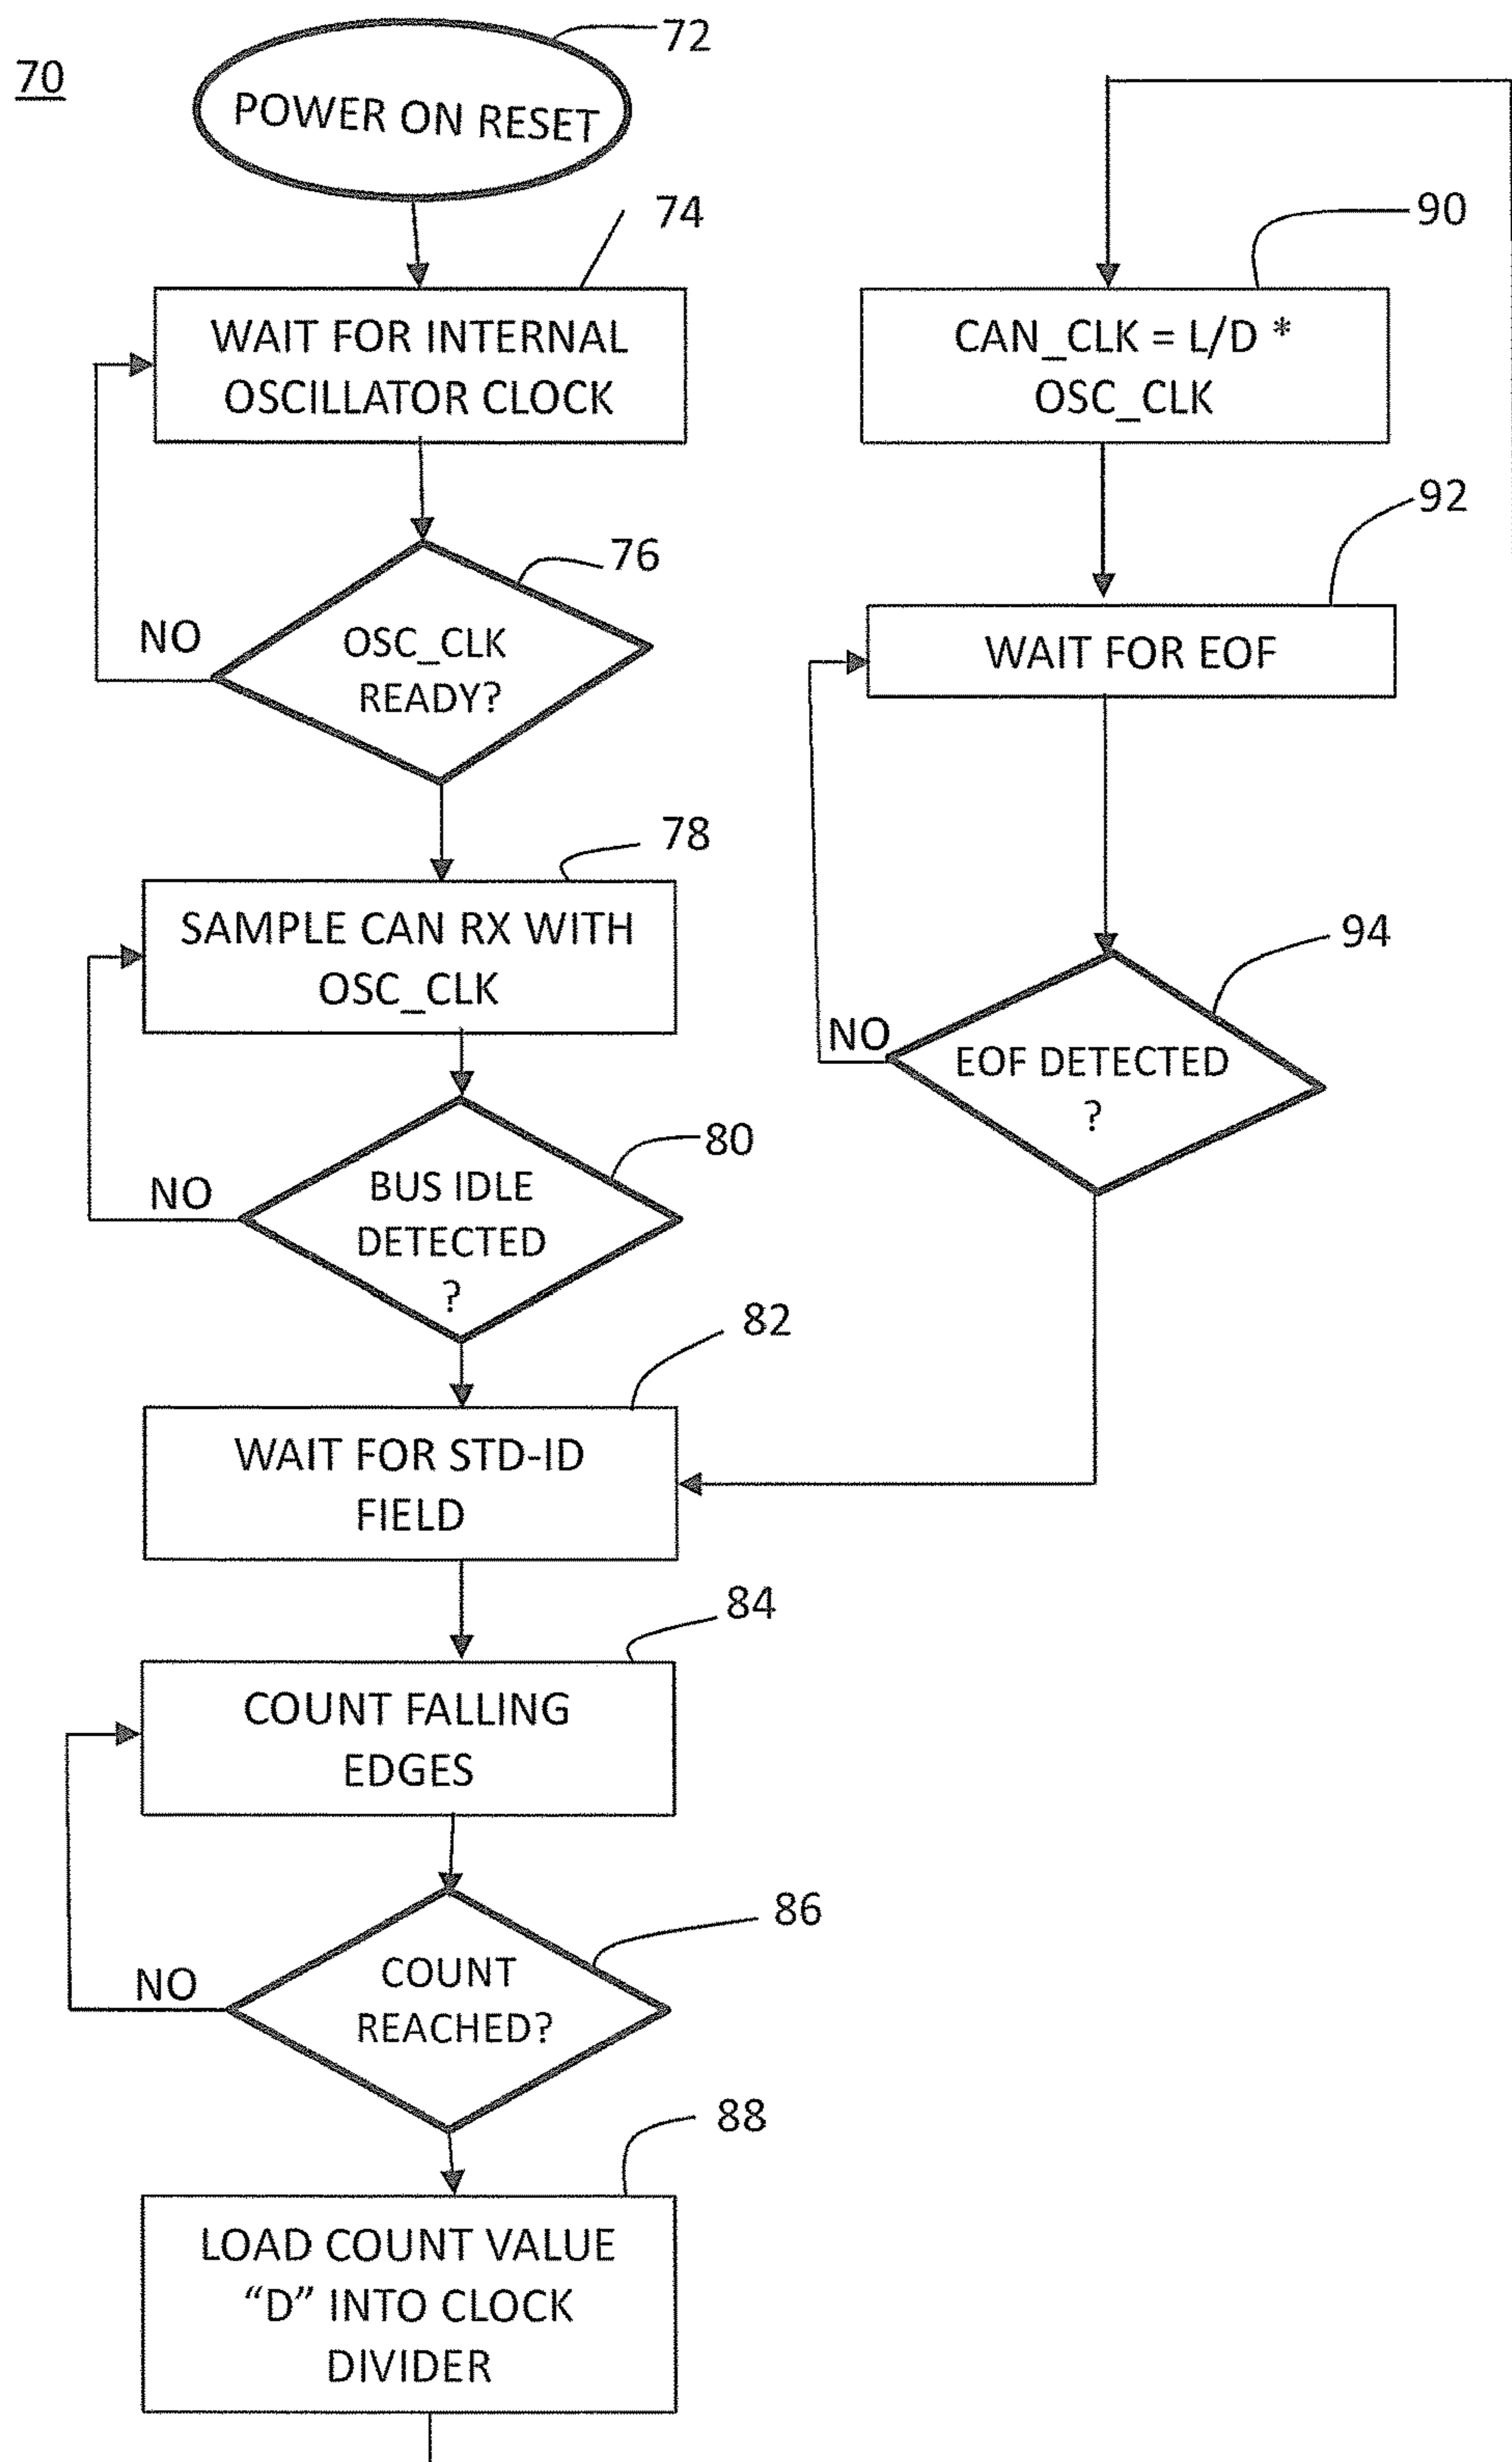 70
72
POWER ON RESET
74
WAIT FOR INTERNAL
OSCILLATOR CLOCK
76
OSC_CLK
READY?
NO
78
SAMPLE CAN RX WITH
OSC_CLK
80
BUS IDLE
DETECTED
?
NO
82
WAIT FOR STD-ID
FIELD
84
COUNT FALLING
EDGES
86
COUNT
REACHED?
NO
88
LOAD COUNT VALUE
“D” INTO CLOCK
DIVIDER
90
CAN_CLK = L/D *
OSC_CLK
92
WAIT FOR EOF
94
EOF DETECTED
?
NO